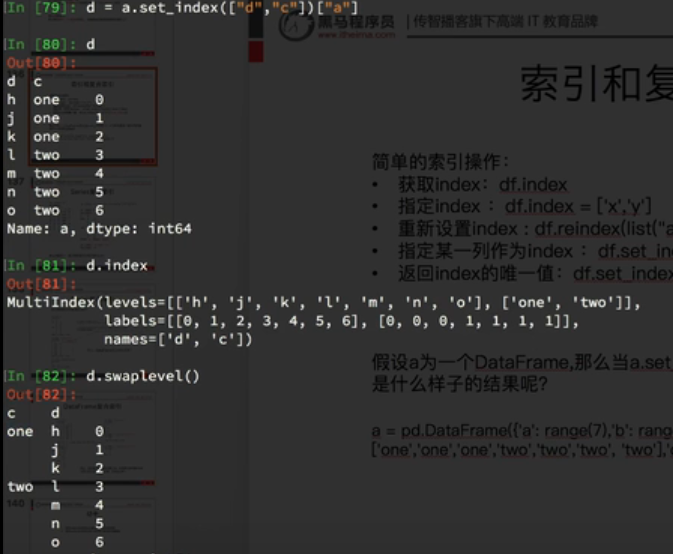 In [79]: d = a.set_index(["d","c"])["a"]
In [80]: d
Out[80]:
d  c
h  one    0
j  one    1
k  one    2
l  two    3
m  two    4
n  two    5
o  two    6
Name: a, dtype: int64
In [81]: d.index
Out[81]:
MultiIndex(levels=[['h', 'j', 'k', 'l', 'm', 'n', 'o'], ['one', 'two']],
labels=[[0, 1, 2, 3, 4, 5, 6], [0, 0, 0, 1, 1, 1, 1]],
names=['d', 'c'])
In [82]: d.swaplevel()
Out[82]:
c    d
one  h    0
j    1
k    2
two  l    3
m    4
n    5
o    6
黑马程序员
www.itheima.com
传智播客旗下高端 IT 教育品牌
索引和复
简单的索引操作:
• 获取index: df.index
• 指定index : df.index = ['x','y']
• 重新设置index : df.reindex(list("a
• 指定某一列作为index : df.set_in
• 返回index的唯一值: df.set_index
假设a为一个DataFrame,那么当a.set_
是什么样子的结果呢?
a = pd.DataFrame({'a': range(7),'b': rang
['one','one','one','two','two','two', 'two'],'